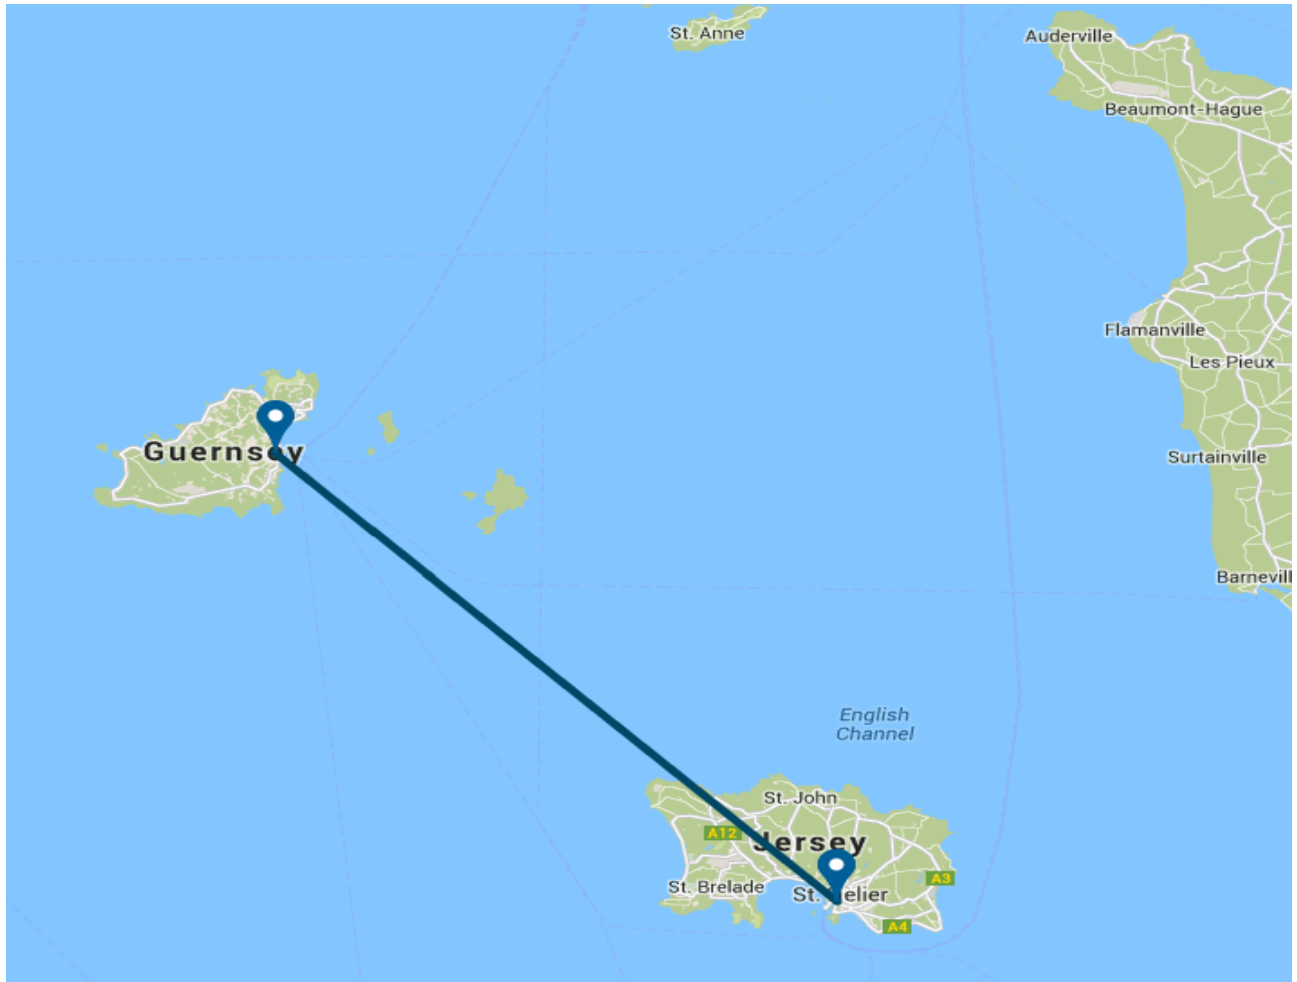 St. Anne
Auderville
Beaumont-Hague
Flamanville
Les Pieux
Guernsey
Surtainville
Barnevill
English
Channel
St. John
A12
Jersey
A3
St. Brelade
St. Helier
A4